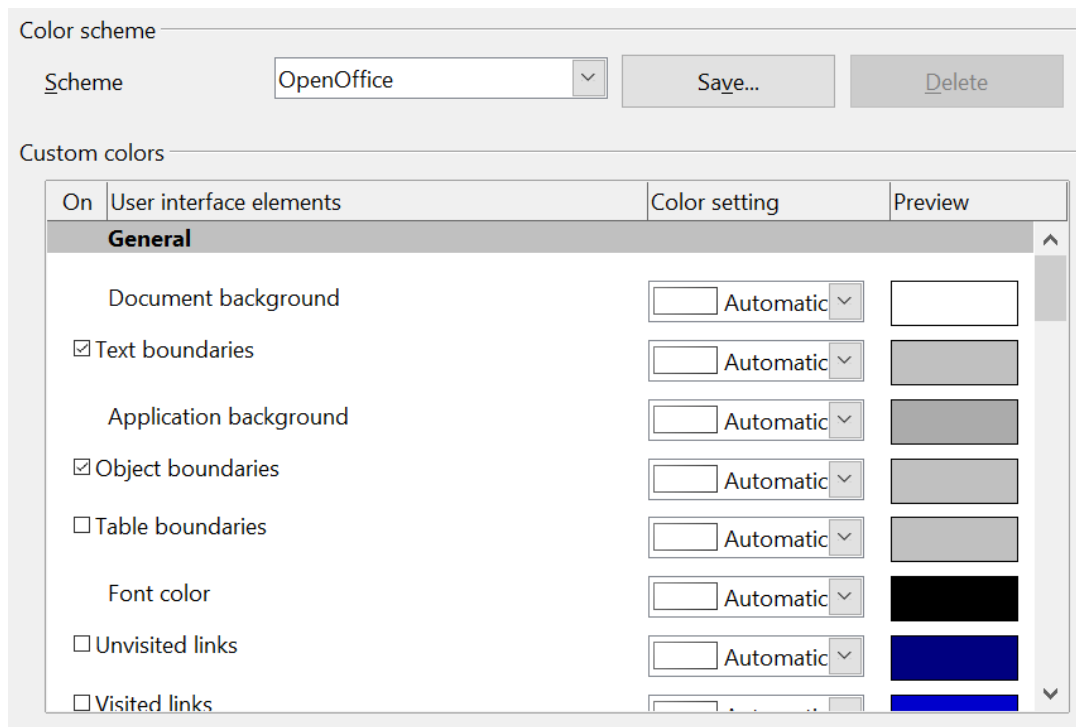 Color scheme
Scheme OpenOffice Save... Delete
Custom colors
On User interface elements Color setting Preview
General
Document background Automatic
Text boundaries Automatic
Application background Automatic
Object boundaries Automatic
Table boundaries Automatic
Font color Automatic
Unvisited links Automatic
Visited links